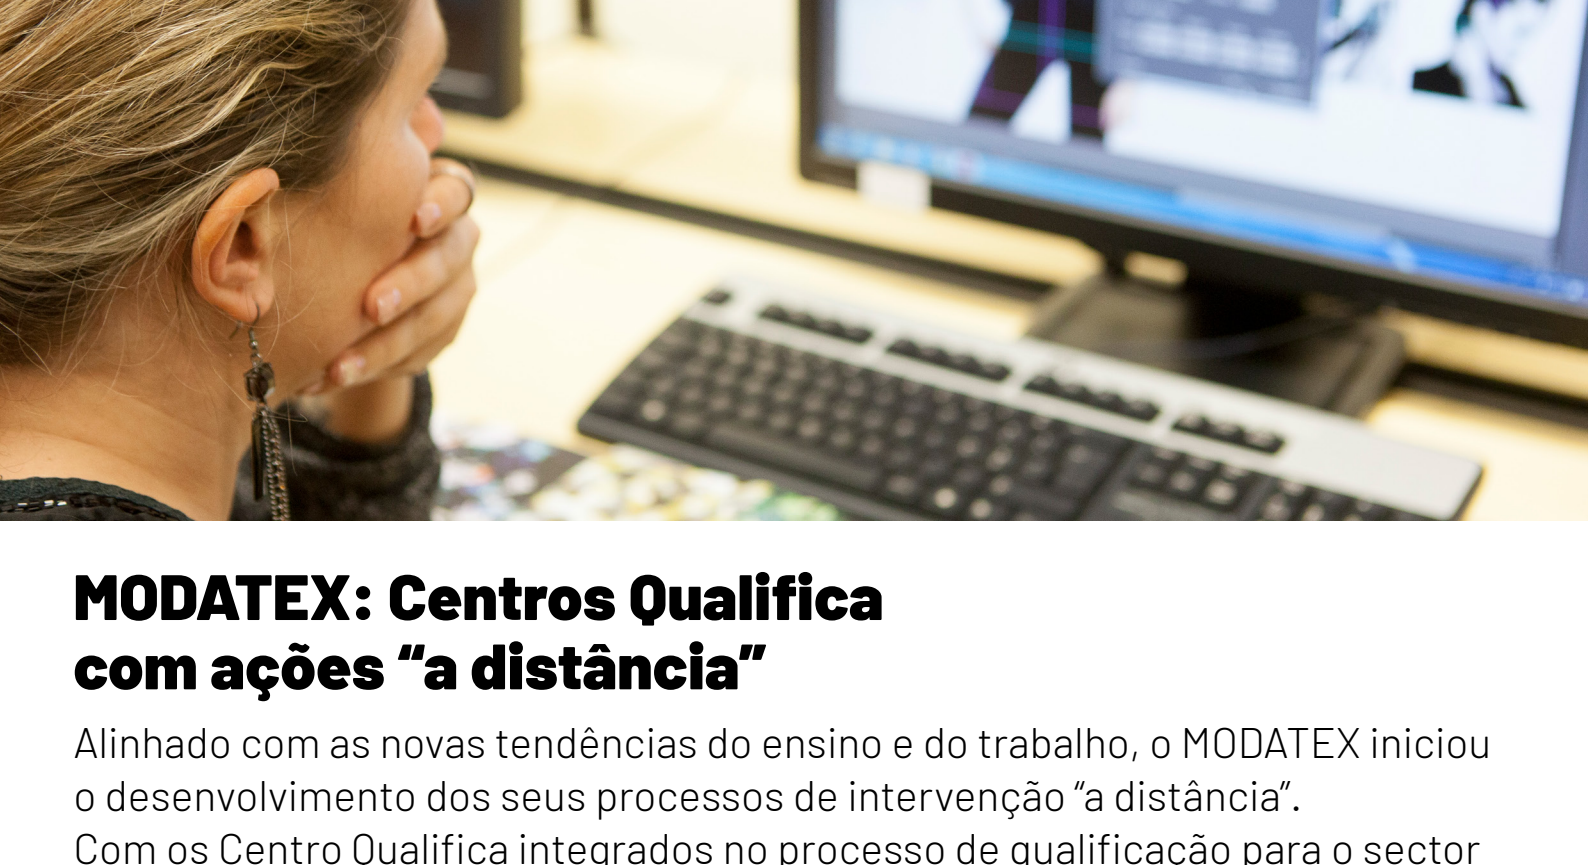 MODATEX: Centros Qualifica
com ações “a distância”
Alinhado com as novas tendências do ensino e do trabalho, o MODATEX iniciou
o desenvolvimento dos seus processos de intervenção “a distância”.
Com os Centro Qualifica integrados no processo de qualificação para o sector